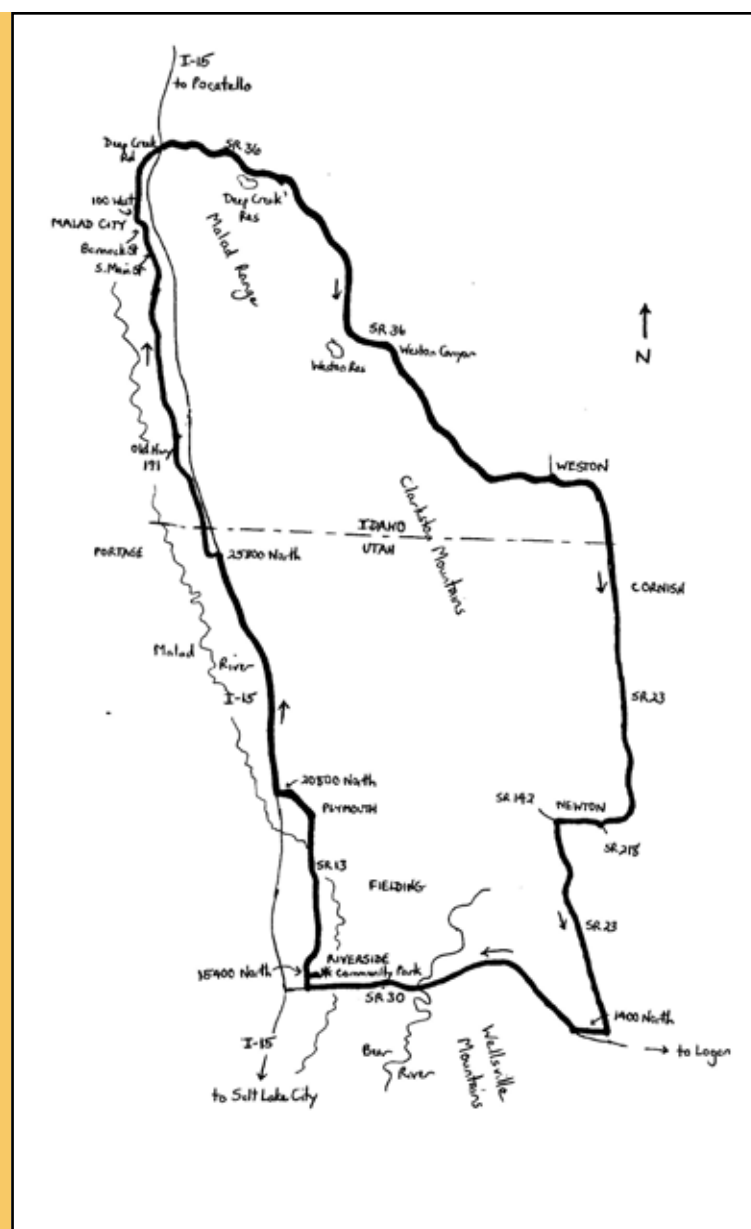 I-15
to Pocatello
Deep Creek
Rd
SR 36
100 West
Deep Creek
Res
MALAD CITY
Bannock St
S. Main St
Malad Range
SR 36
Weston Canyon
Weston Res
N
Old Hwy
191
WESTON
Clarkston Mountains
IDAHO
UTAH
PORTAGE
25800 North
CORNISH
Malad River
I-15
SR 23
20800 North
PLYMOUTH
SR 142
NEWTON
SR 218
SR 13
FIELDING
SR 23
RIVERSIDE
Community Park
15400 North
SR 30
1400 North
I-15
Bear
River
Wellsville
Mountains
to Logan
to Salt Lake City